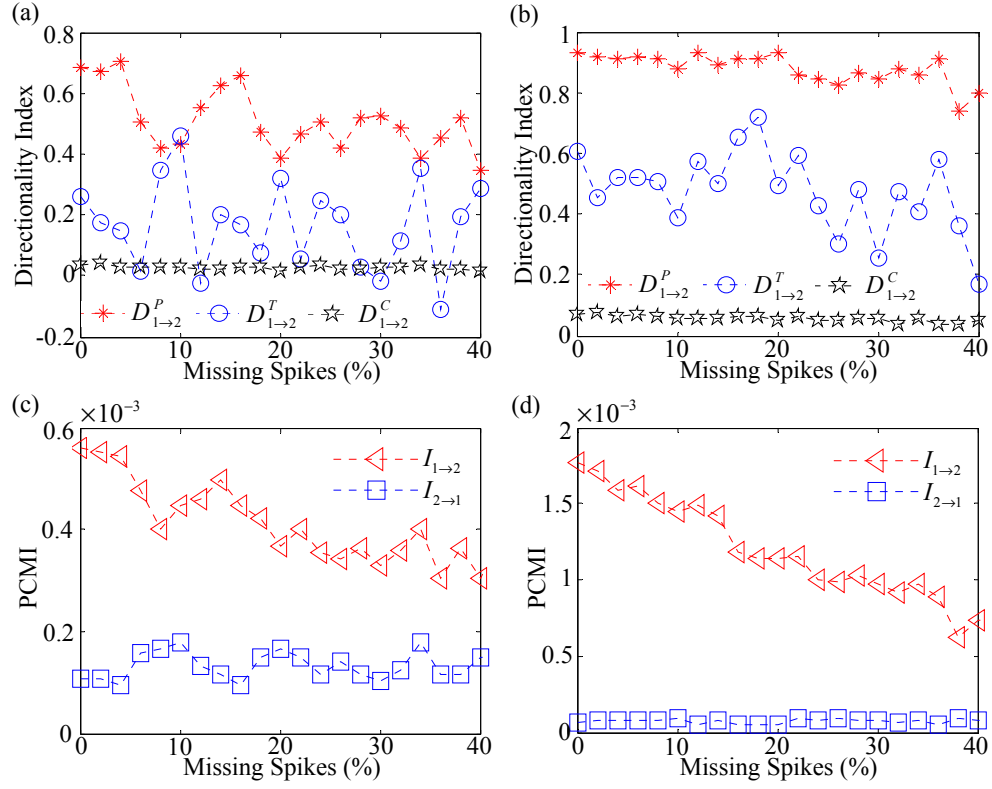 (a)
Directionality Index
0.8
0.6
0.4
0.2
0
-0.2
D^P_{1→2} D^T_{1→2} D^C_{1→2}
0 10 20 30 40
Missing Spikes (%)
(b)
Directionality Index
1
0.8
0.6
0.4
0.2
0
D^P_{1→2} D^T_{1→2} D^C_{1→2}
0 10 20 30 40
Missing Spikes (%)
(c)
×10⁻³
PCMI
0.6
0.4
0.2
0
I_{1→2}
I_{2→1}
0 10 20 30 40
Missing Spikes (%)
(d)
×10⁻³
PCMI
2
1.5
1
0.5
0
I_{1→2}
I_{2→1}
0 10 20 30 40
Missing Spikes (%)